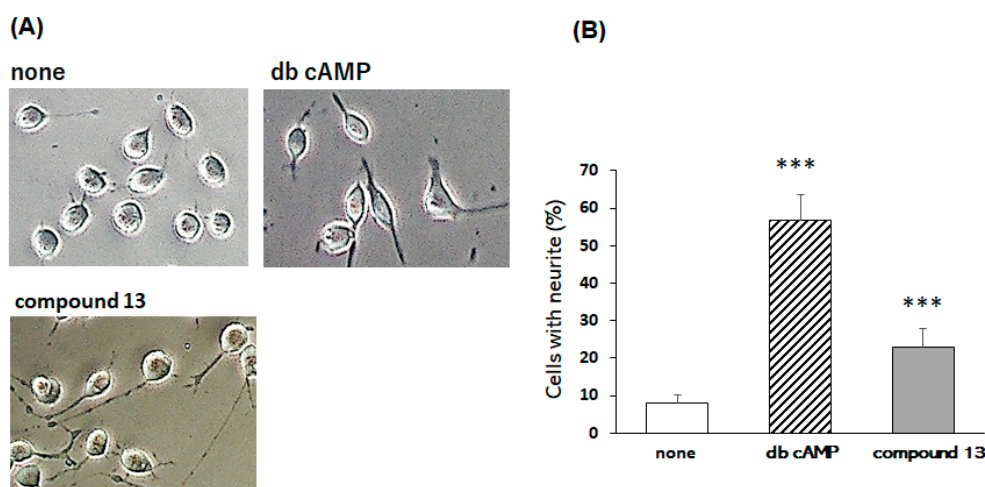 (A)
none
db cAMP
compound 13
(B)
Cells with neurite (%)
70
60
50
40
30
20
10
0
***
***
none
db cAMP
compound 13